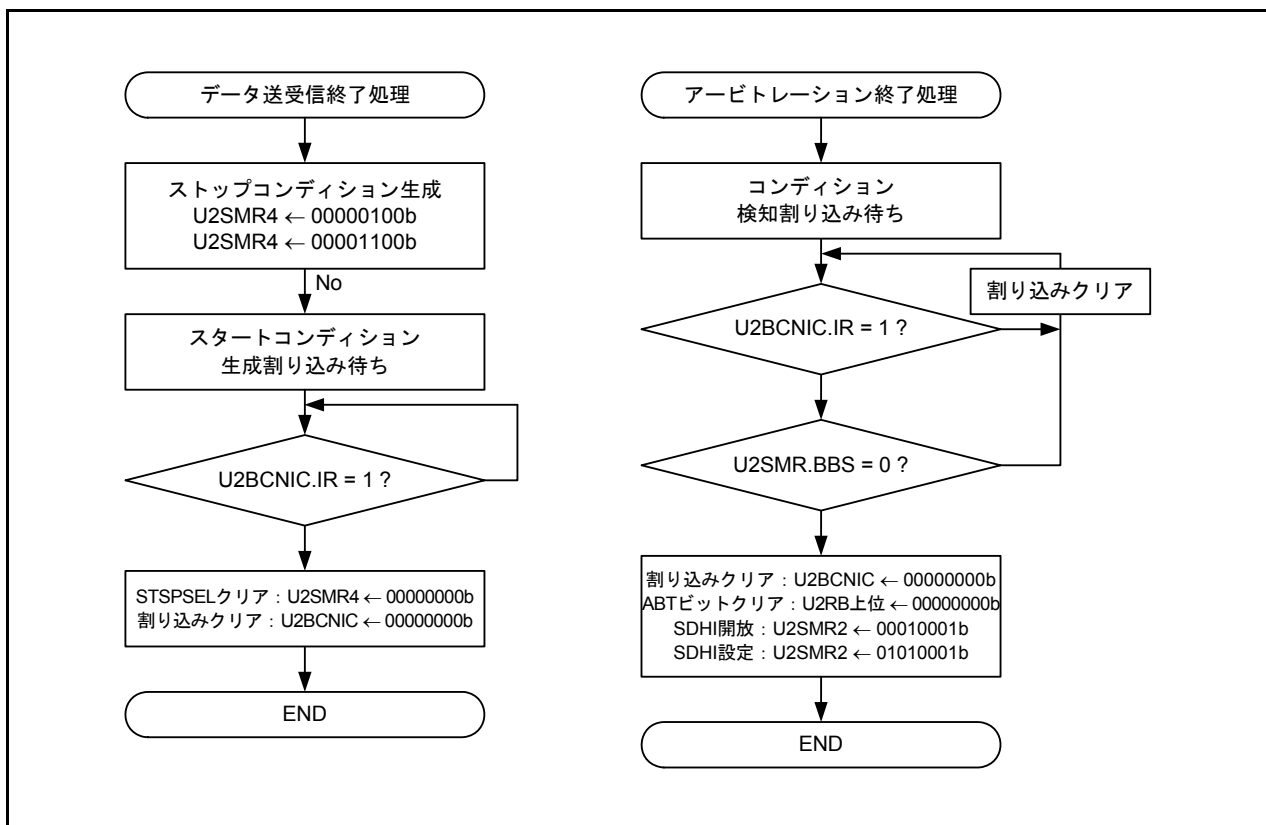 データ送受信終了処理
ストップコンディション生成
U2SMR4 ← 00000100b
U2SMR4 ← 00001100b
No
スタートコンディション
生成割り込み待ち
U2BCNIC.IR = 1 ?
STSPSELクリア：U2SMR4 ← 00000000b
割り込みクリア：U2BCNIC ← 00000000b
END
アービトレーション終了処理
コンディション
検知割り込み待ち
割り込みクリア
U2BCNIC.IR = 1 ?
U2SMR.BBS = 0 ?
割り込みクリア：U2BCNIC ← 00000000b
ABTビットクリア：U2RB上位 ← 00000000b
SDHI開放：U2SMR2 ← 00010001b
SDHI設定：U2SMR2 ← 01010001b
END